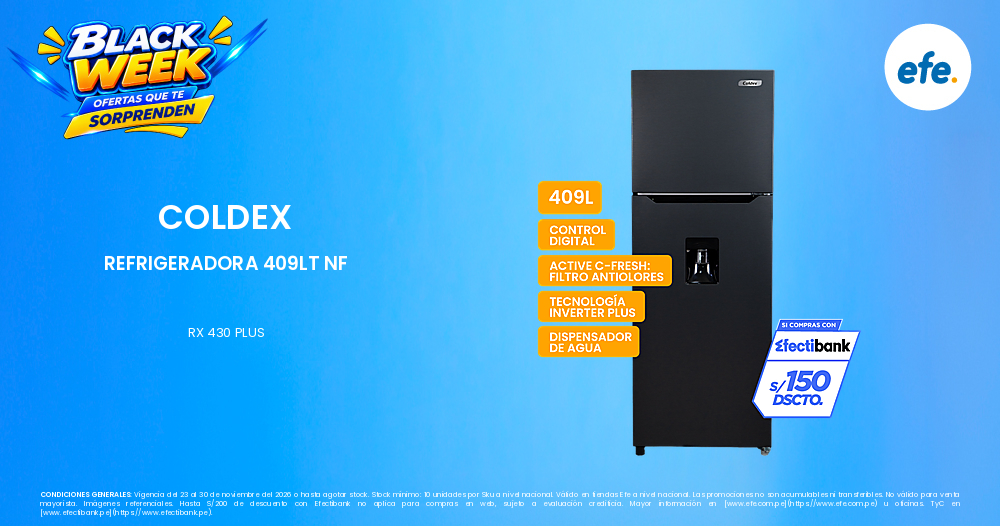 BLACK
WEEK
OFERTAS QUE TE
SORPRENDEN
efe.
COLDEX
REFRIGERADORA 409LT NF
RX 430 PLUS
Coldex
409L
CONTROL
DIGITAL
ACTIVE C-FRESH:
FILTRO ANTIOLORES
TECNOLOGÍA
INVERTER PLUS
DISPENSADOR
DE AGUA
SI COMPRAS CON
Efectibank
S/150
DSCTO.
CONDICIONES GENERALES: Vigencia del 23 al 30 de noviembre del 2026 o hasta agotar stock. Stock mínimo: 10 unidades por Sku a nivel nacional. Válido en tiendas Efe a nivel nacional. Las promociones no son acumulables ni transferibles. No válido para venta
mayorista. Imágenes referenciales. Hasta S/200 de descuento con Efectibank no aplica para compras en web, sujeto a evaluación crediticia. Mayor información en [www.efe.com.pe](https://www.efe.com.pe) u oficinas. TyC en
[www.efectibank.pe](https://www.efectibank.pe).